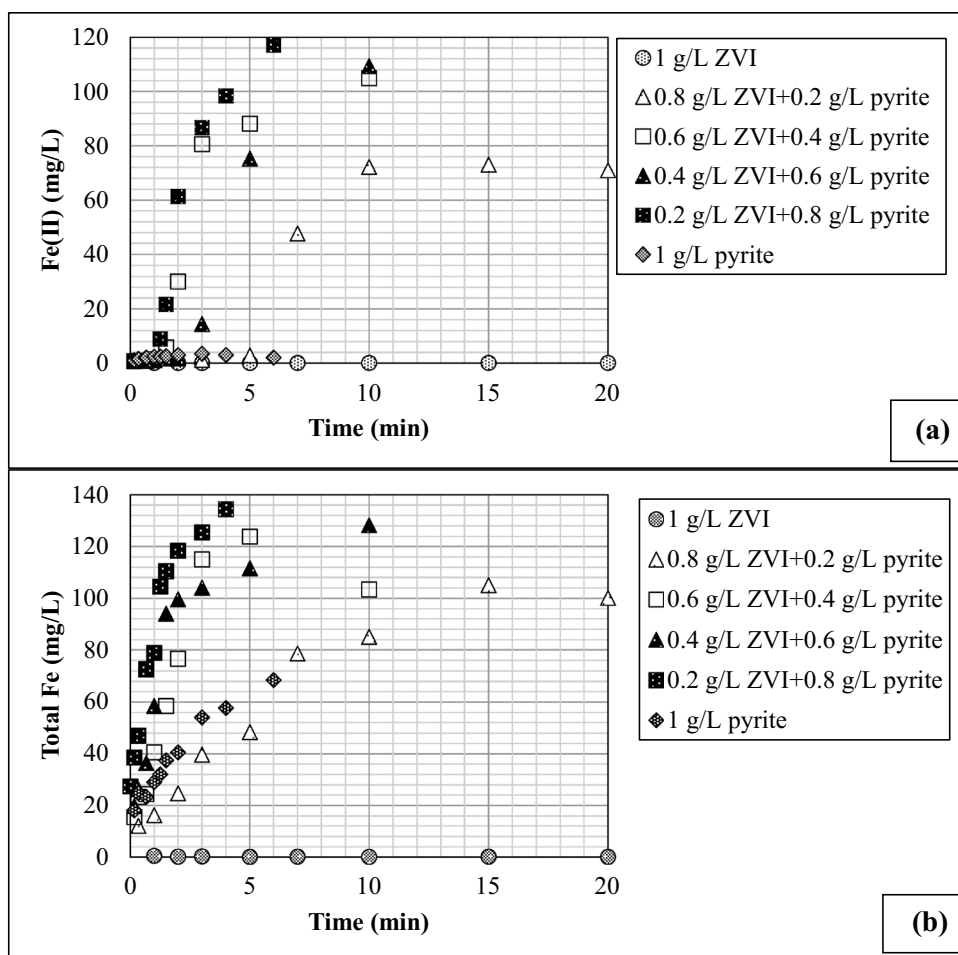 120
100
80
60
40
20
0
Fe(II) (mg/L)
0 5 10 15 20
Time (min)
1 g/L ZVI
0.8 g/L ZVI+0.2 g/L pyrite
0.6 g/L ZVI+0.4 g/L pyrite
0.4 g/L ZVI+0.6 g/L pyrite
0.2 g/L ZVI+0.8 g/L pyrite
1 g/L pyrite
(a)
140
120
100
80
60
40
20
0
Total Fe (mg/L)
0 5 10 15 20
Time (min)
1 g/L ZVI
0.8 g/L ZVI+0.2 g/L pyrite
0.6 g/L ZVI+0.4 g/L pyrite
0.4 g/L ZVI+0.6 g/L pyrite
0.2 g/L ZVI+0.8 g/L pyrite
1 g/L pyrite
(b)